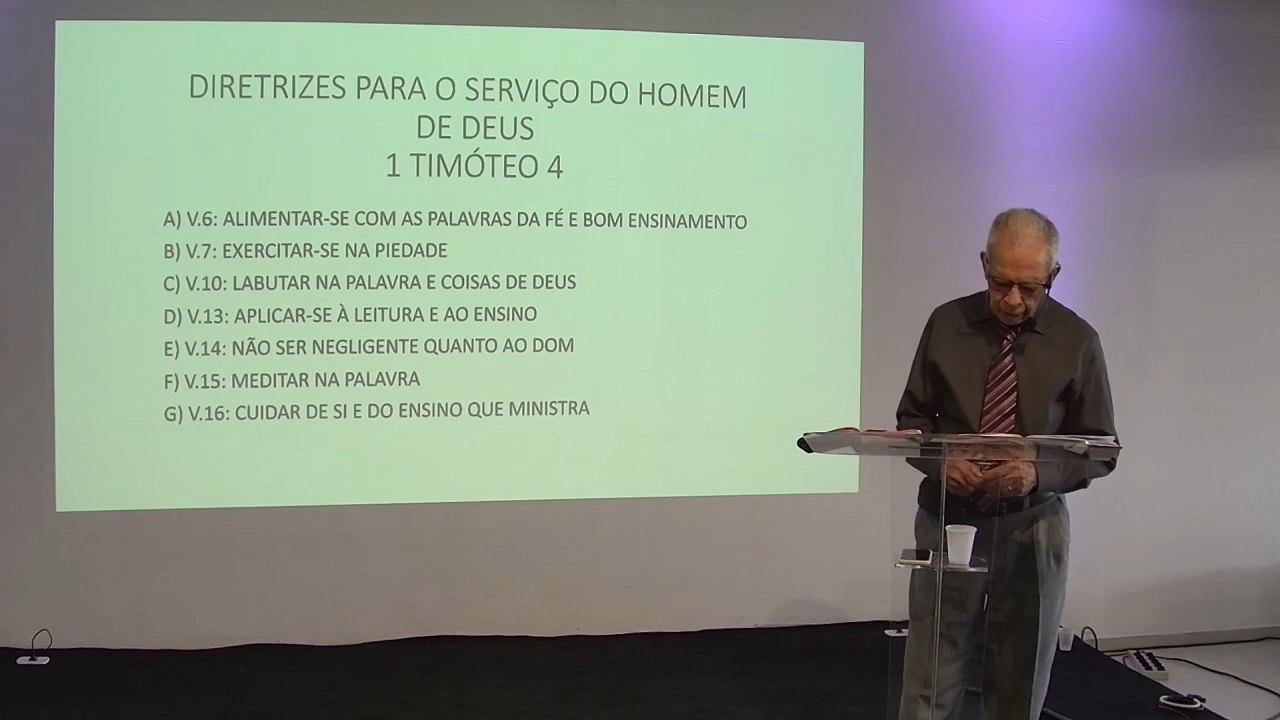 DIRETRIZES PARA O SERVIÇO DO HOMEM
DE DEUS
1 TIMÓTEO 4
A) V.6: ALIMENTAR-SE COM AS PALAVRAS DA FÉ E BOM ENSINAMENTO
B) V.7: EXERCITAR-SE NA PIEDADE
C) V.10: LABUTAR NA PALAVRA E COISAS DE DEUS
D) V.13: APLICAR-SE À LEITURA E AO ENSINO
E) V.14: NÃO SER NEGLIGENTE QUANTO AO DOM
F) V.15: MEDITAR NA PALAVRA
G) V.16: CUIDAR DE SI E DO ENSINO QUE MINISTRA